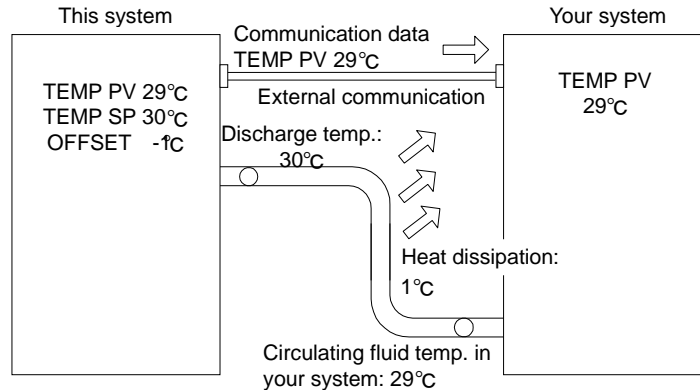 This system
Your system
Communication data
TEMP PV 29°C
External communication
TEMP PV 29°C
TEMP SP 30°C
OFFSET -1°C
TEMP PV
29°C
Discharge temp.:
30°C
Heat dissipation:
1°C
Circulating fluid temp. in
your system: 29°C